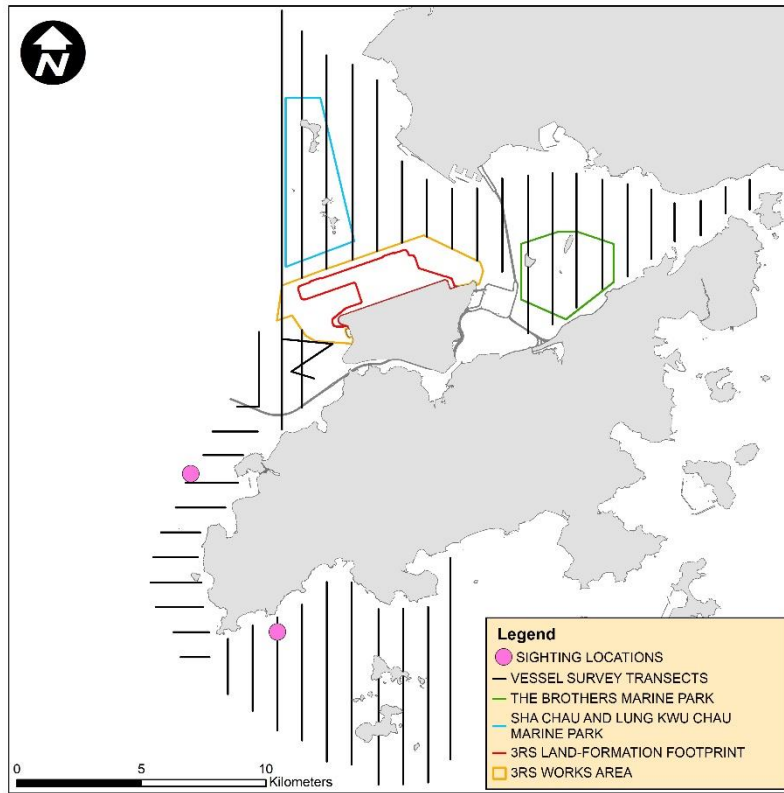 N
Legend
SIGHTING LOCATIONS
VESSEL SURVEY TRANSECTS
THE BROTHERS MARINE PARK
SHA CHAU AND LUNG KWU CHAU
MARINE PARK
3RS LAND-FORMATION FOOTPRINT
3RS WORKS AREA
0 5 10
Kilometers